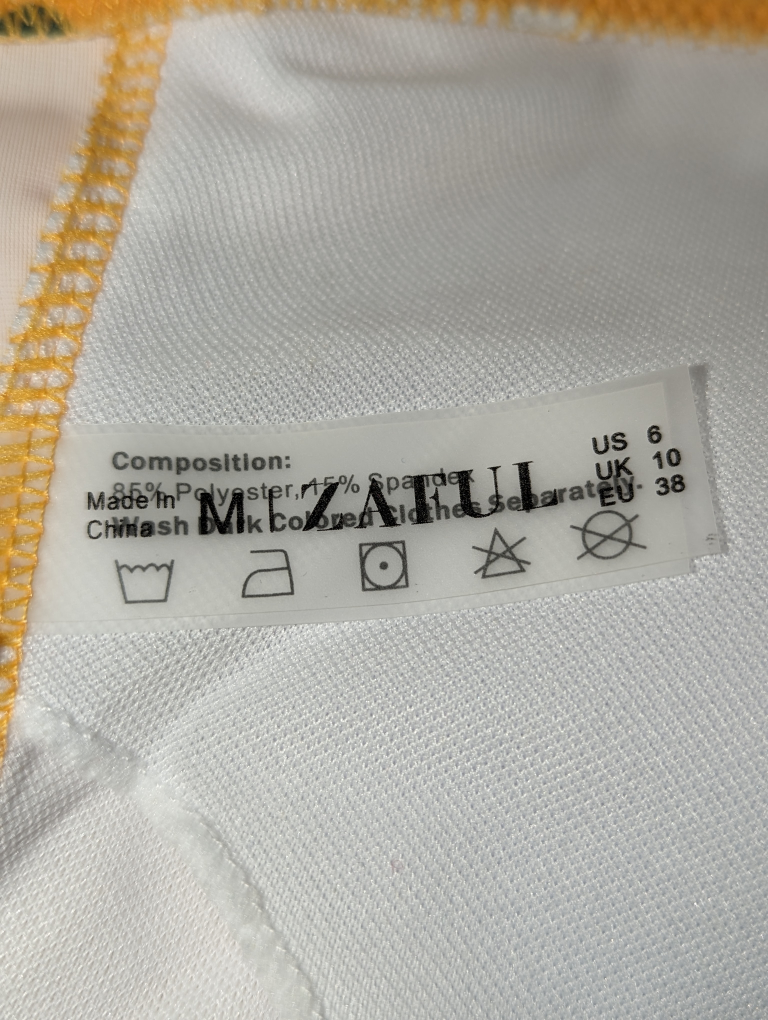 Composition:
85% Polyester, 15% Spandex
Wash Dark Colored Clothes Separately.
Made In
China
M | ZAFUL
US 6
UK 10
EU 38